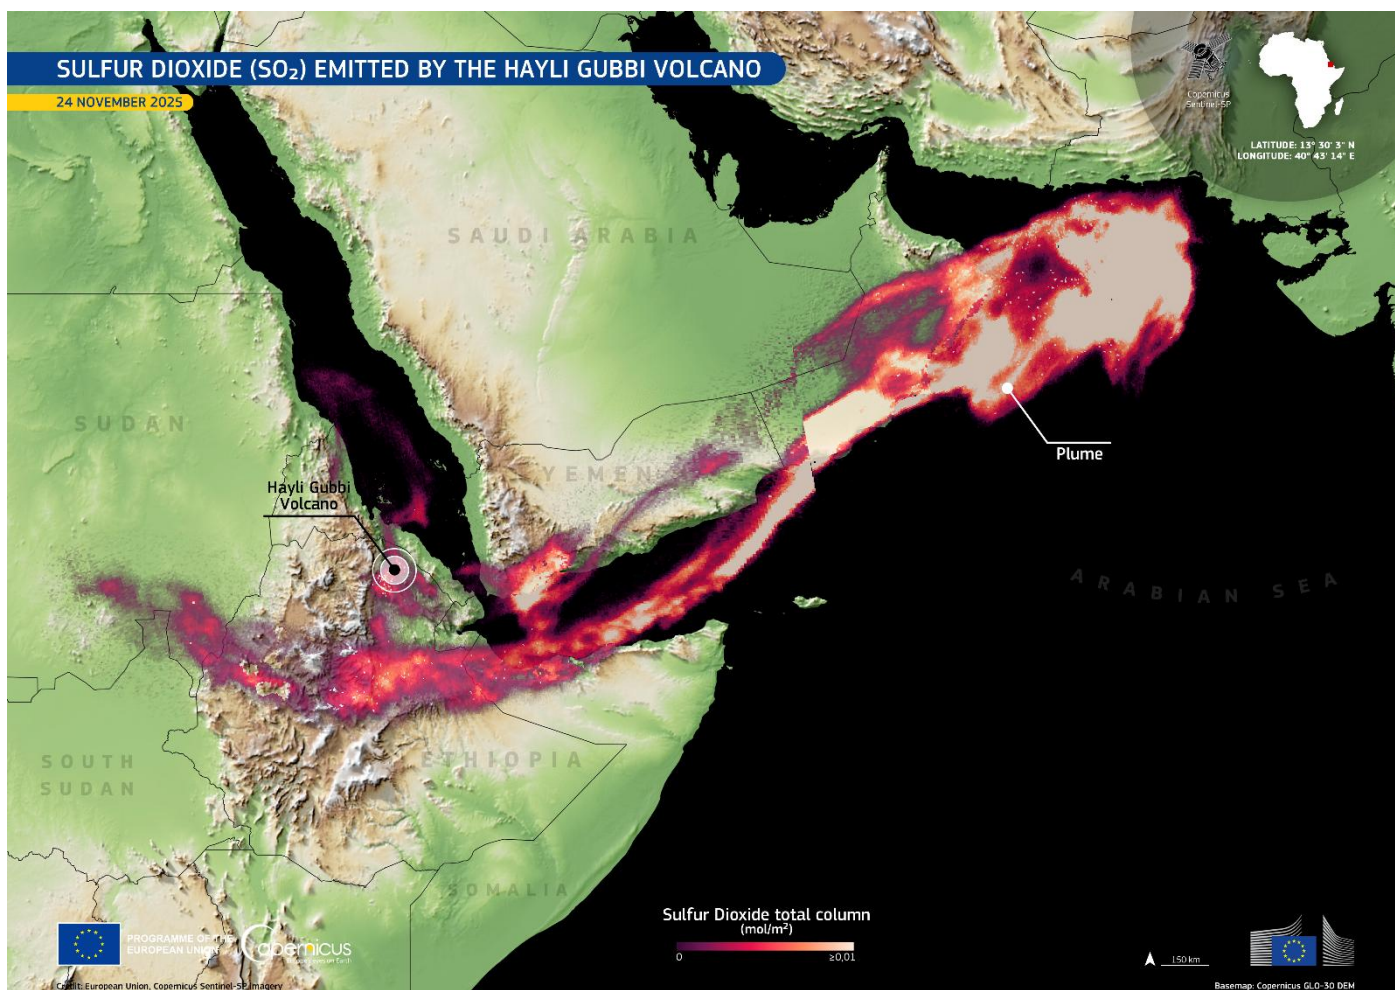 SULFUR DIOXIDE (SO₂) EMITTED BY THE HAYLI GUBBI VOLCANO
24 NOVEMBER 2025
Copernicus
Sentinel-5P
LATITUDE: 13° 30' 3" N
LONGITUDE: 40° 43' 14" E
SAUDI ARABIA
SUDAN
YEMEN
Plume
Hayli Gubbi
Volcano
ARABIAN SEA
ETHIOPIA
SOUTH
SUDAN
SOMALIA
Sulfur Dioxide total column
(mol/m²)
0
≥0,01
PROGRAMME OF THE
EUROPEAN UNION
opernicus
150 km
Credit: European Union, Copernicus Sentinel-5P imagery
Basemap: Copernicus GLO-30 DEM